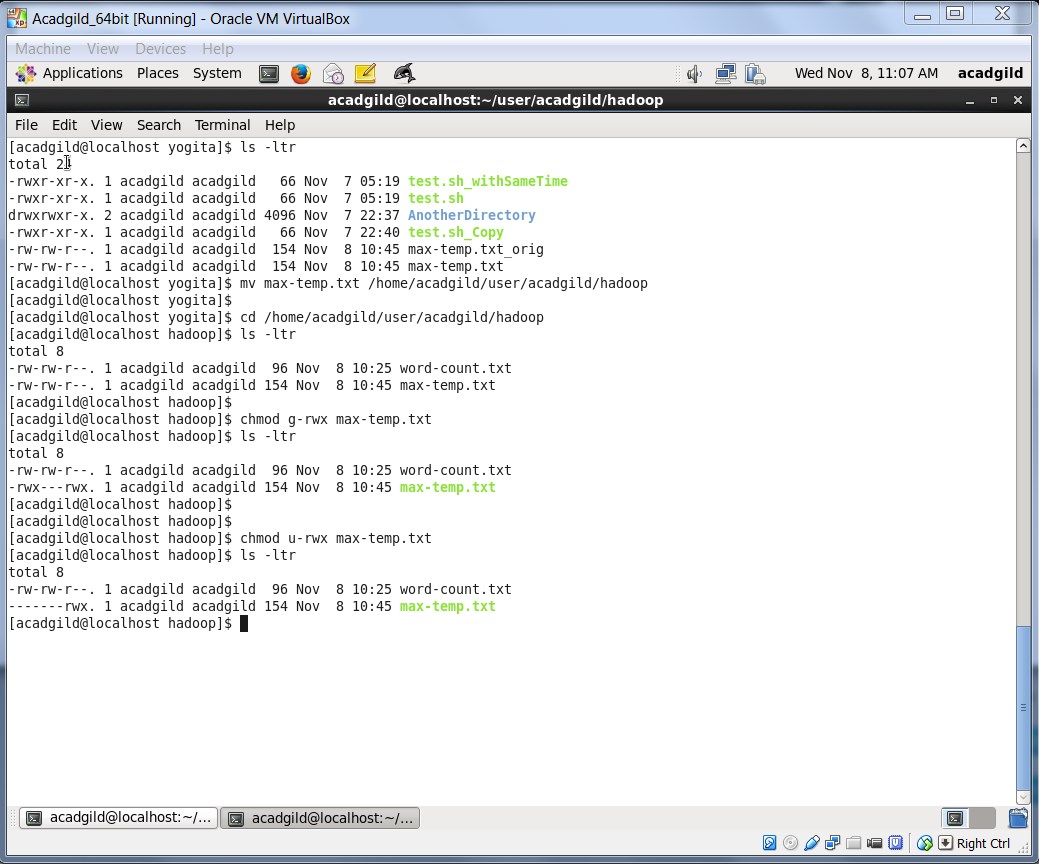 Acadgild_64bit [Running] - Oracle VM VirtualBox
Machine View Devices Help
Applications Places System Wed Nov 8, 11:07 AM acadgild
acadgild@localhost:~/user/acadgild/hadoop
File Edit View Search Terminal Help
[acadgild@localhost yogita]$ ls -ltr
total 24
-rwxr-xr-x. 1 acadgild acadgild   66 Nov  7 05:19 test.sh_withSameTime
-rwxr-xr-x. 1 acadgild acadgild   66 Nov  7 05:19 test.sh
drwxrwxr-x. 2 acadgild acadgild 4096 Nov  7 22:37 AnotherDirectory
-rwxr-xr-x. 1 acadgild acadgild   66 Nov  7 22:40 test.sh_Copy
-rw-rw-r--. 1 acadgild acadgild  154 Nov  8 10:45 max-temp.txt_orig
-rw-rw-r--. 1 acadgild acadgild  154 Nov  8 10:45 max-temp.txt
[acadgild@localhost yogita]$ mv max-temp.txt /home/acadgild/user/acadgild/hadoop
[acadgild@localhost yogita]$
[acadgild@localhost yogita]$ cd /home/acadgild/user/acadgild/hadoop
[acadgild@localhost hadoop]$ ls -ltr
total 8
-rw-rw-r--. 1 acadgild acadgild  96 Nov  8 10:25 word-count.txt
-rw-rw-r--. 1 acadgild acadgild 154 Nov  8 10:45 max-temp.txt
[acadgild@localhost hadoop]$
[acadgild@localhost hadoop]$ chmod g-rwx max-temp.txt
[acadgild@localhost hadoop]$ ls -ltr
total 8
-rw-rw-r--. 1 acadgild acadgild  96 Nov  8 10:25 word-count.txt
-rwx---rwx. 1 acadgild acadgild 154 Nov  8 10:45 max-temp.txt
[acadgild@localhost hadoop]$
[acadgild@localhost hadoop]$
[acadgild@localhost hadoop]$ chmod u-rwx max-temp.txt
[acadgild@localhost hadoop]$ ls -ltr
total 8
-rw-rw-r--. 1 acadgild acadgild  96 Nov  8 10:25 word-count.txt
-------rwx. 1 acadgild acadgild 154 Nov  8 10:45 max-temp.txt
[acadgild@localhost hadoop]$
acadgild@localhost:~/... acadgild@localhost:~/...
Right Ctrl